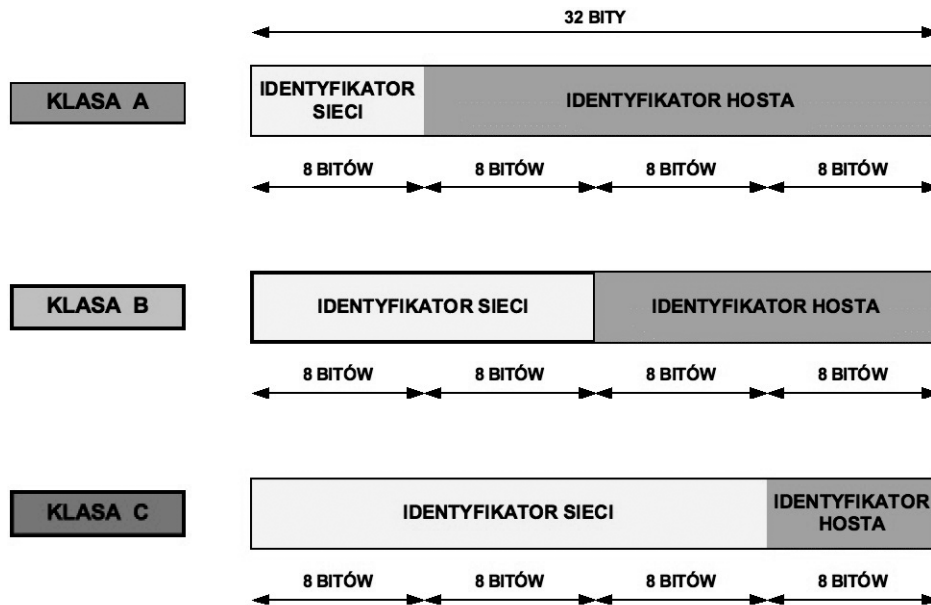 32 BITY
KLASA A
IDENTYFIKATOR
SIECI
IDENTYFIKATOR HOSTA
8 BITÓW 8 BITÓW 8 BITÓW 8 BITÓW
KLASA B
IDENTYFIKATOR SIECI
IDENTYFIKATOR HOSTA
8 BITÓW 8 BITÓW 8 BITÓW 8 BITÓW
KLASA C
IDENTYFIKATOR SIECI
IDENTYFIKATOR
HOSTA
8 BITÓW 8 BITÓW 8 BITÓW 8 BITÓW